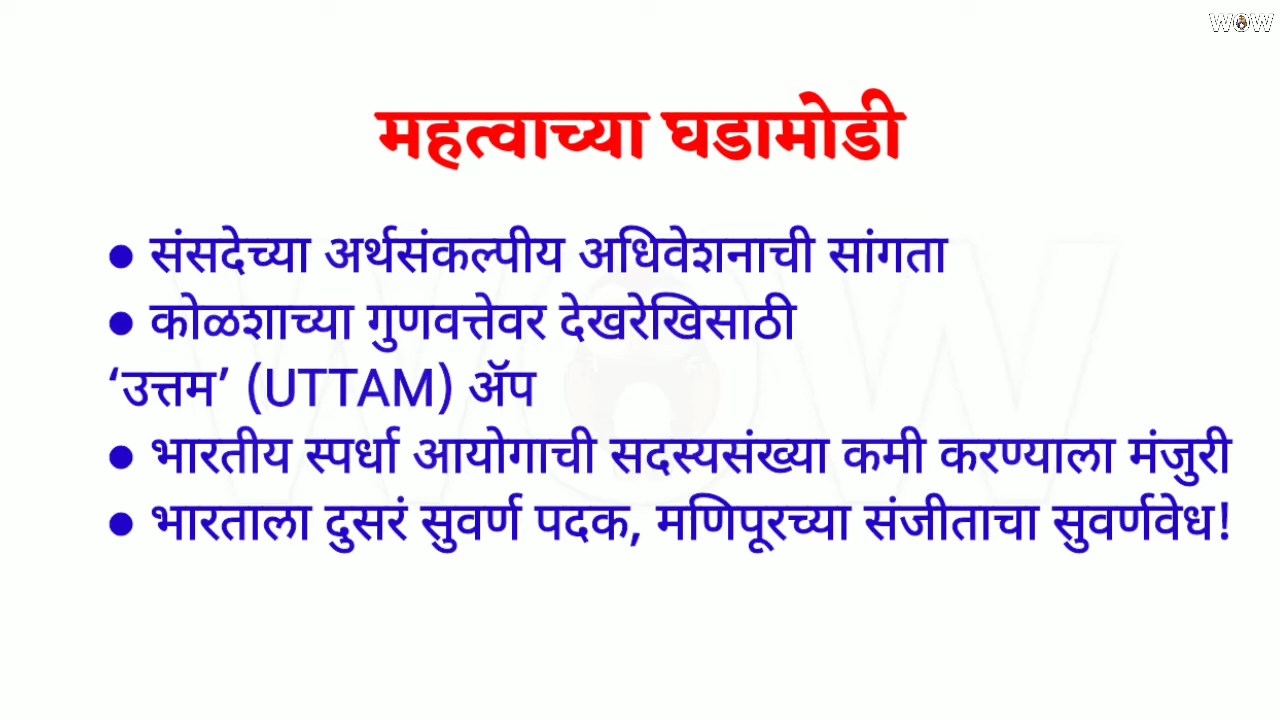 WOW
महत्वाच्या घडामोडी
● संसदेच्या अर्थसंकल्पीय अधिवेशनाची सांगता
● कोळशाच्या गुणवत्तेवर देखरेखिसाठी
‘उत्तम’ (UTTAM) ॲप
● भारतीय स्पर्धा आयोगाची सदस्यसंख्या कमी करण्याला मंजुरी
● भारताला दुसरं सुवर्ण पदक, मणिपूरच्या संजीताचा सुवर्णवेध!